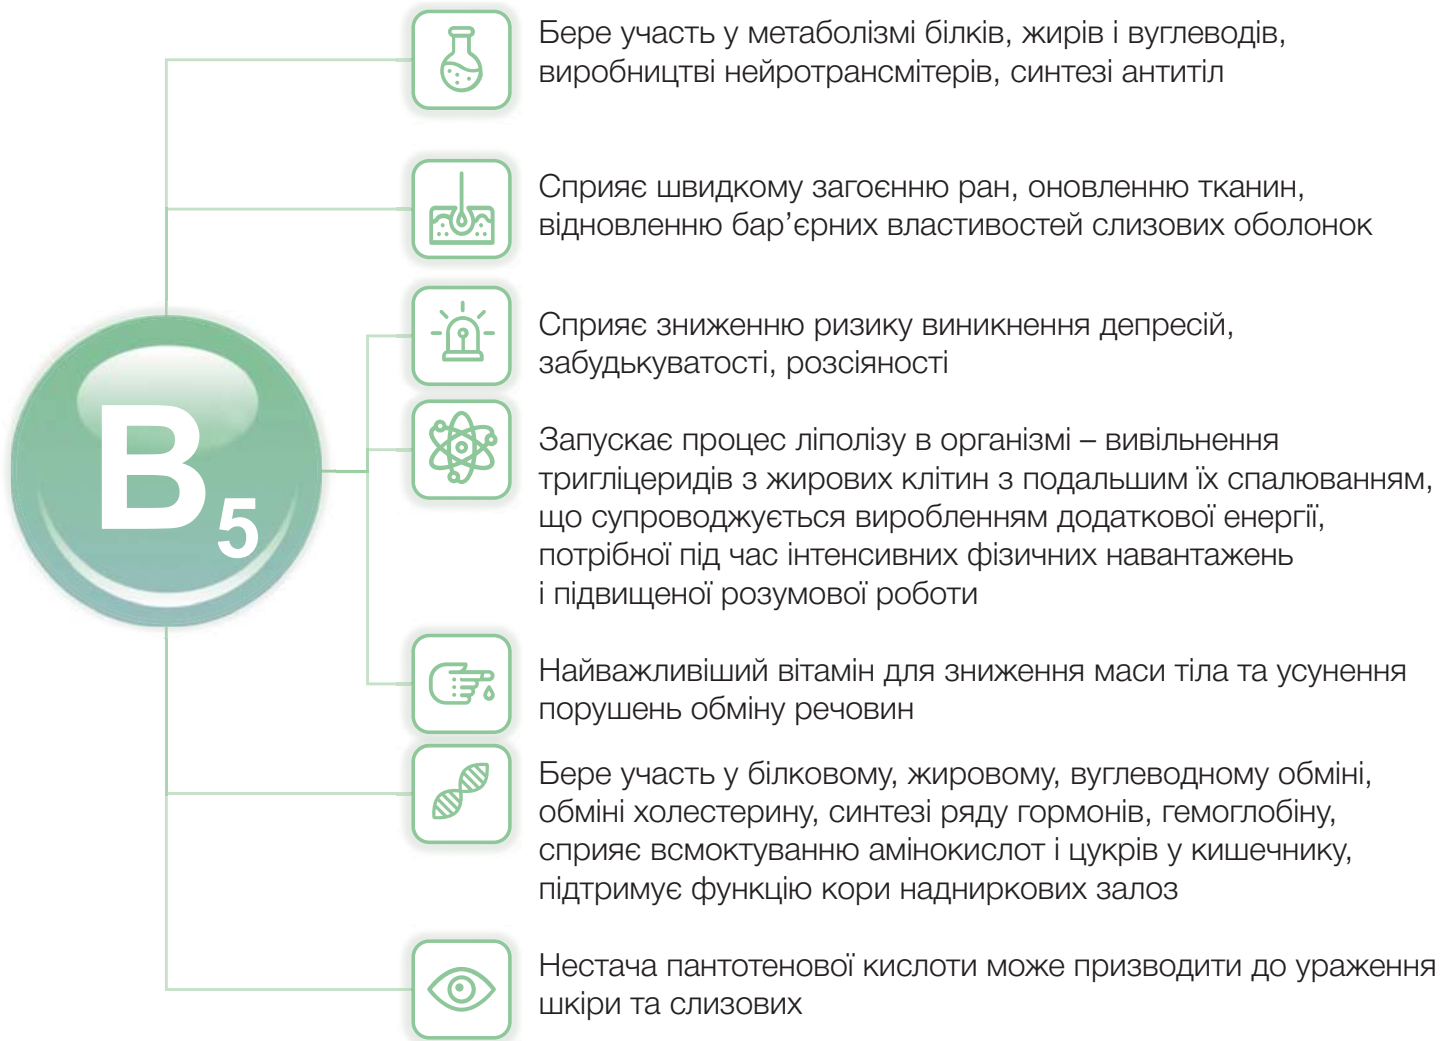 Бере участь у метаболізмі білків, жирів і вуглеводів,
виробництві нейротрансмітерів, синтезі антитіл
Сприяє швидкому загоєнню ран, оновленню тканин,
відновленню бар’єрних властивостей слизових оболонок
Сприяє зниженню ризику виникнення депресій,
забудькуватості, розсіяності
B5
Запускає процес ліполізу в організмі – вивільнення
тригліцеридів з жирових клітин з подальшим їх спалюванням,
що супроводжується виробленням додаткової енергії,
потрібної під час інтенсивних фізичних навантажень
і підвищеної розумової роботи
Найважливіший вітамін для зниження маси тіла та усунення
порушень обміну речовин
Бере участь у білковому, жировому, вуглеводному обміні,
обміні холестерину, синтезі ряду гормонів, гемоглобіну,
сприяє всмоктуванню амінокислот і цукрів у кишечнику,
підтримує функцію кори надниркових залоз
Нестача пантотенової кислоти може призводити до ураження
шкіри та слизових